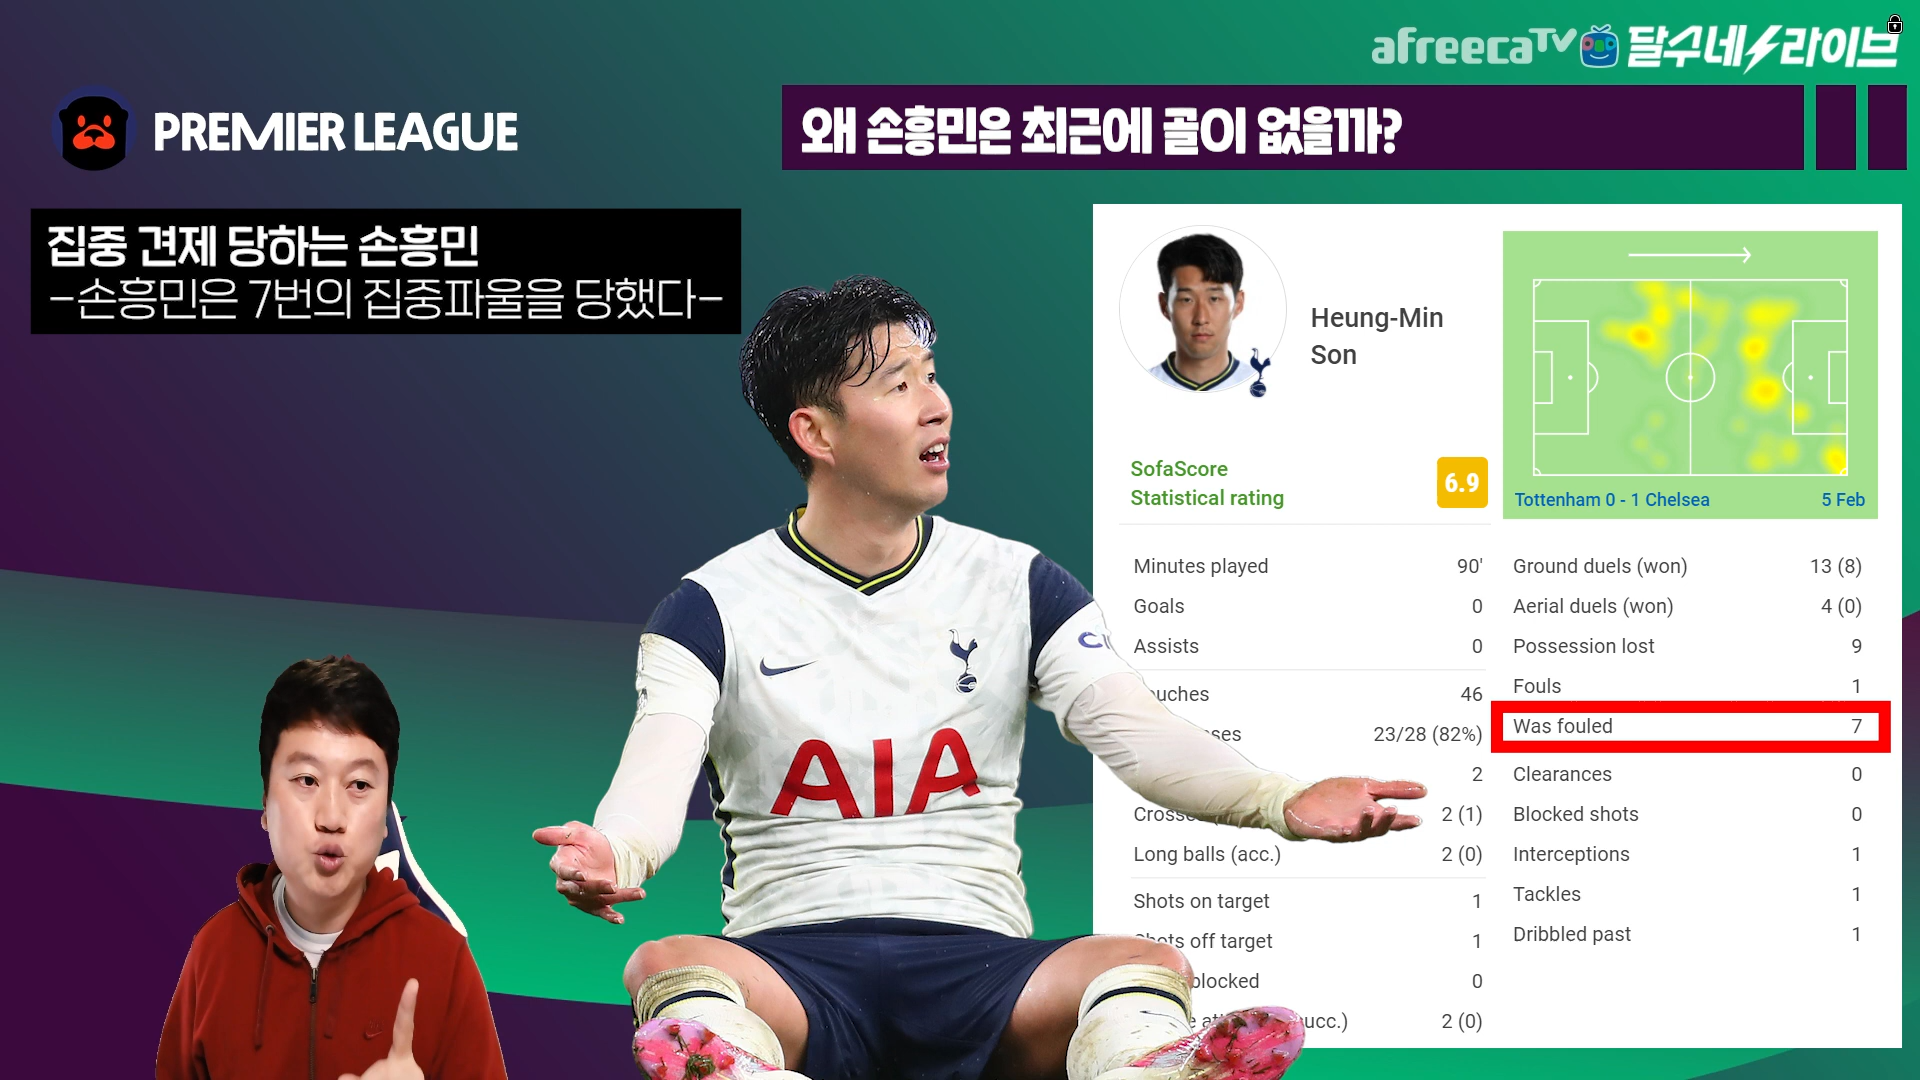 afreecaTV 달수네라이브
PREMIER LEAGUE
왜 손흥민은 최근에 골이 없을까?
집중 견제 당하는 손흥민
-손흥민은 7번의 집중파울을 당했다-
Heung-Min
Son
SofaScore
Statistical rating
6.9
Tottenham 0 - 1 Chelsea 5 Feb
Minutes played 90'
Goals 0
Assists 0
46
23/28 (82%)
2
2 (1)
Long balls (acc.) 2 (0)
Shots on target 1
Shots off target 1
blocked 0
2 (0)
Ground duels (won) 13 (8)
Aerial duels (won) 4 (0)
Possession lost 9
Fouls 1
Was fouled 7
Clearances 0
Blocked shots 0
Interceptions 1
Tackles 1
Dribbled past 1
AIA